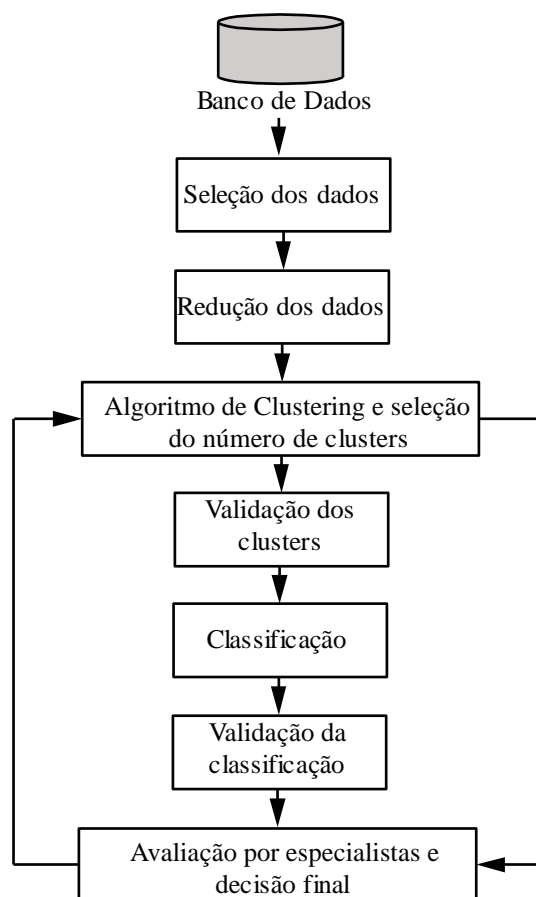 Banco de Dados
Seleção dos dados
Redução dos dados
Algoritmo de Clustering e seleção
do número de clusters
Validação dos
clusters
Classificação
Validação da
classificação
Avaliação por especialistas e
decisão final